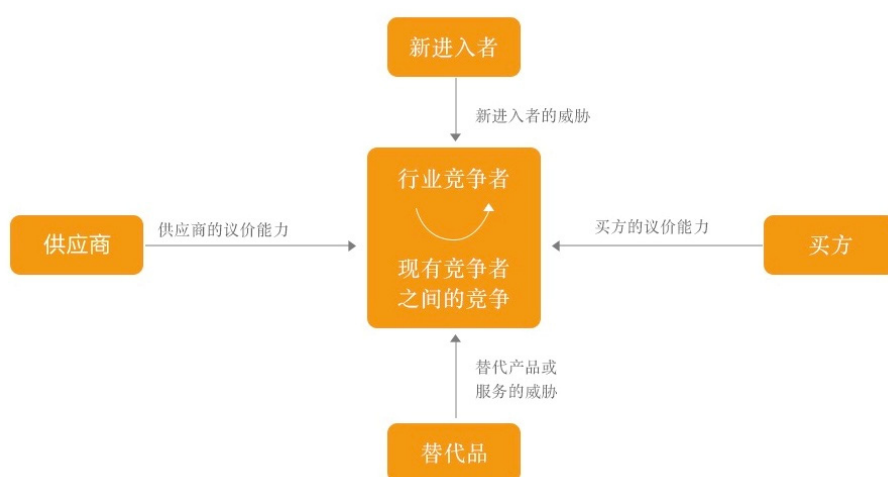 新进入者
新进入者的威胁
行业竞争者
供应商
供应商的议价能力
买方的议价能力
买方
现有竞争者
之间的竞争
替代产品或
服务的威胁
替代品